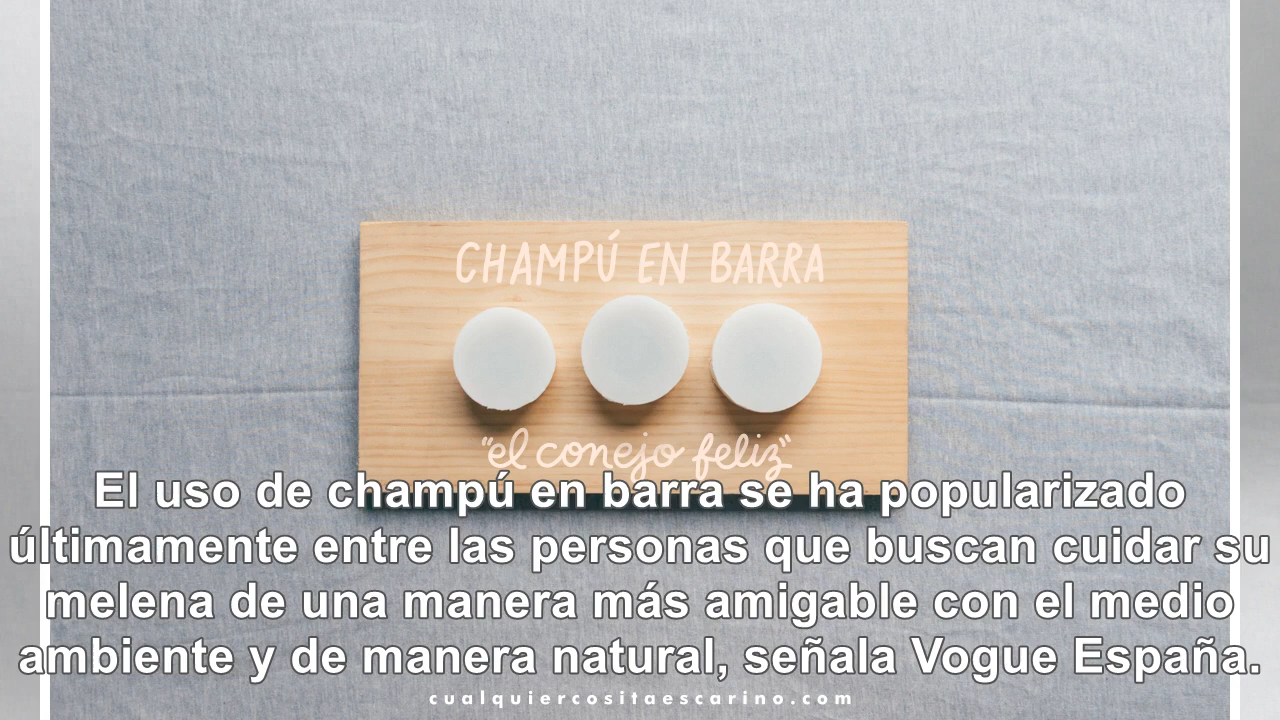 CHAMPÚ EN BARRA
"el conejo feliz"
El uso de champú en barra se ha popularizado
últimamente entre las personas que buscan cuidar su
melena de una manera más amigable con el medio
ambiente y de manera natural, señala Vogue España.
cualquiercositaescarino.com